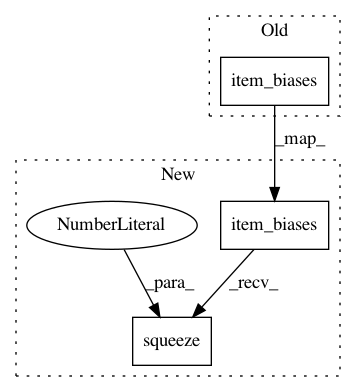 Old
item_biases
_map_
New
NumberLiteral
item_biases
_para_
_recv_
squeeze